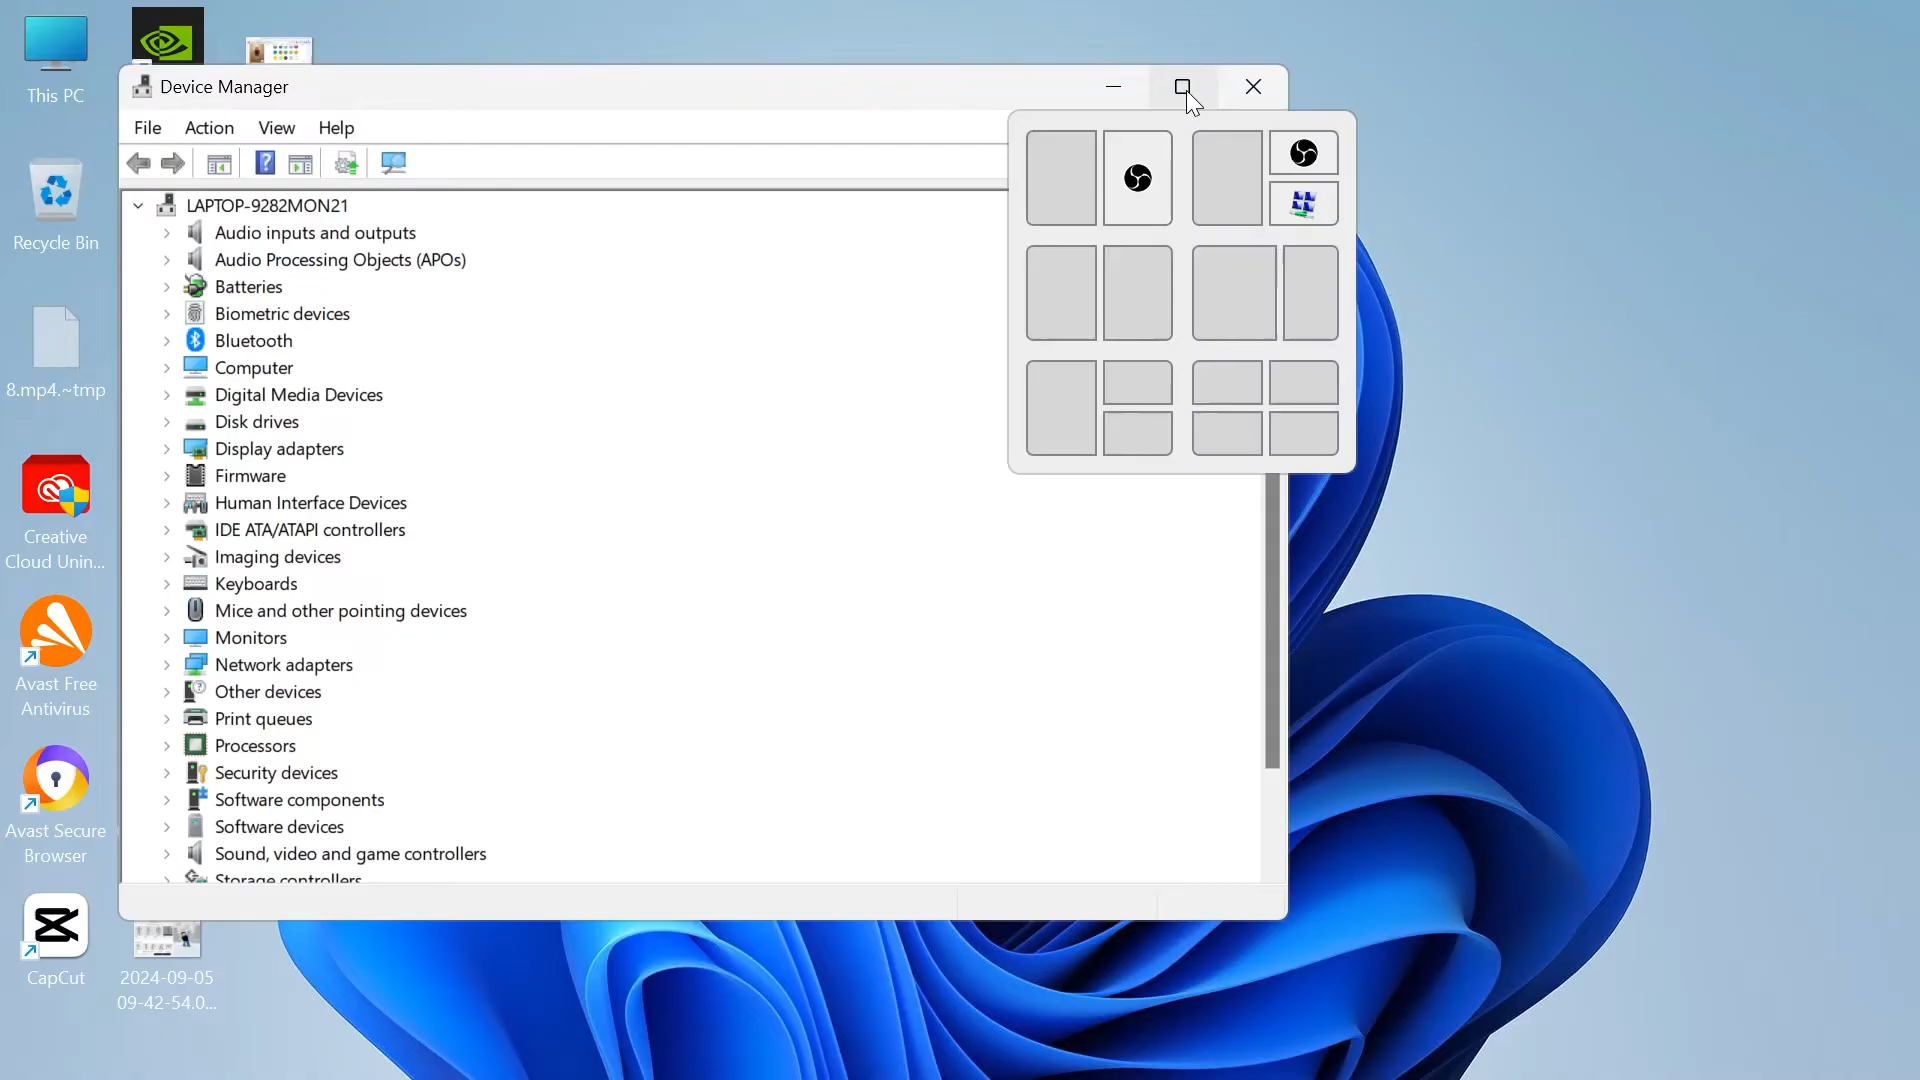 This PC
Recycle Bin
8.mp4.~tmp
Creative
Cloud Unin...
Avast Free
Antivirus
Avast Secure
Browser
CapCut
2024-09-05
09-42-54.0...
Device Manager
File Action View Help
LAPTOP-9282MON21
Audio inputs and outputs
Audio Processing Objects (APOs)
Batteries
Biometric devices
Bluetooth
Computer
Digital Media Devices
Disk drives
Display adapters
Firmware
Human Interface Devices
IDE ATA/ATAPI controllers
Imaging devices
Keyboards
Mice and other pointing devices
Monitors
Network adapters
Other devices
Print queues
Processors
Security devices
Software components
Software devices
Sound, video and game controllers
Storage controllers